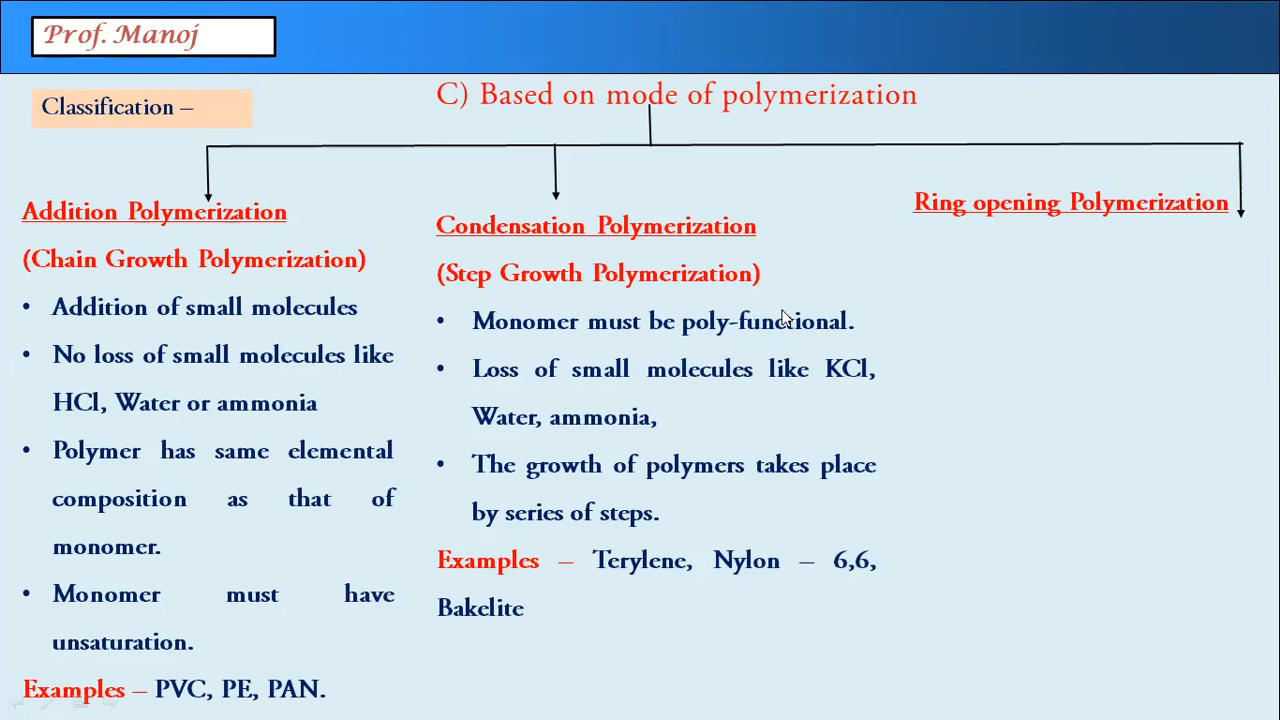 Prof. Manoj
Classification –
C) Based on mode of polymerization
Addition Polymerization
(Chain Growth Polymerization)
• Addition of small molecules
• No loss of small molecules like
HCl, Water or ammonia
• Polymer has same elemental
composition as that of
monomer.
• Monomer must have
unsaturation.
Examples – PVC, PE, PAN.
Condensation Polymerization
(Step Growth Polymerization)
• Monomer must be poly-functional.
• Loss of small molecules like KCl,
Water, ammonia,
• The growth of polymers takes place
by series of steps.
Examples – Terylene, Nylon – 6,6,
Bakelite
Ring opening Polymerization